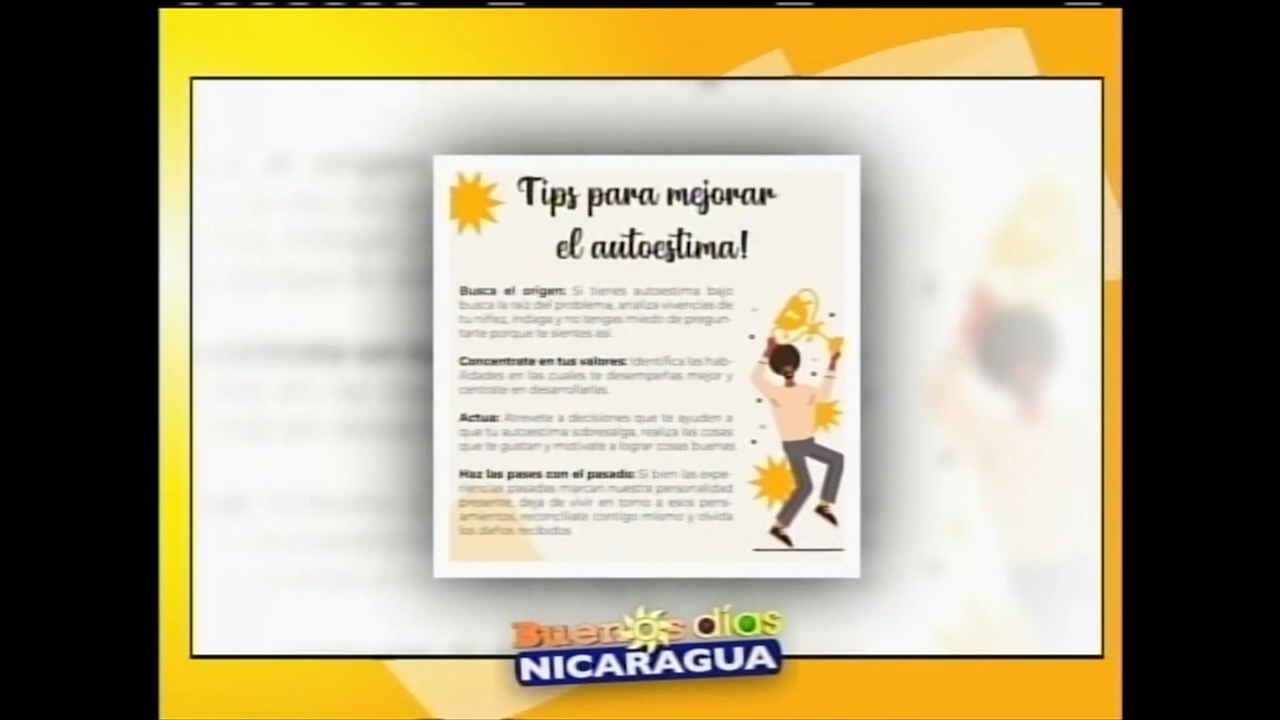 Tips para mejorar
el autoestima!
Busca el origen: Si tienes autoestima bajo
busca la raiz del problema, analiza vivencias de
tu niñez, indaga y no tengas miedo de pregun-
tarte porque te sientes asi.
Concentrate en tus valores: Identifica las hab-
ilidades en las cuales te desempeñas mejor y
centrate en desarrollarlas.
Actua: Atrevete a decisiones que te ayuden a
que tu autoestima sobresalga, realiza las cosas
que te gustan y motivate a lograr cosas buenas
Haz las pases con el pasado: Si bien las expe-
riencias pasadas marcan nuestra personalidad
presente, deja de vivir en torno a esos pens-
amientos, reconciliate contigo mismo y olvida
los daños recibidos
Buenos días
NICARAGUA